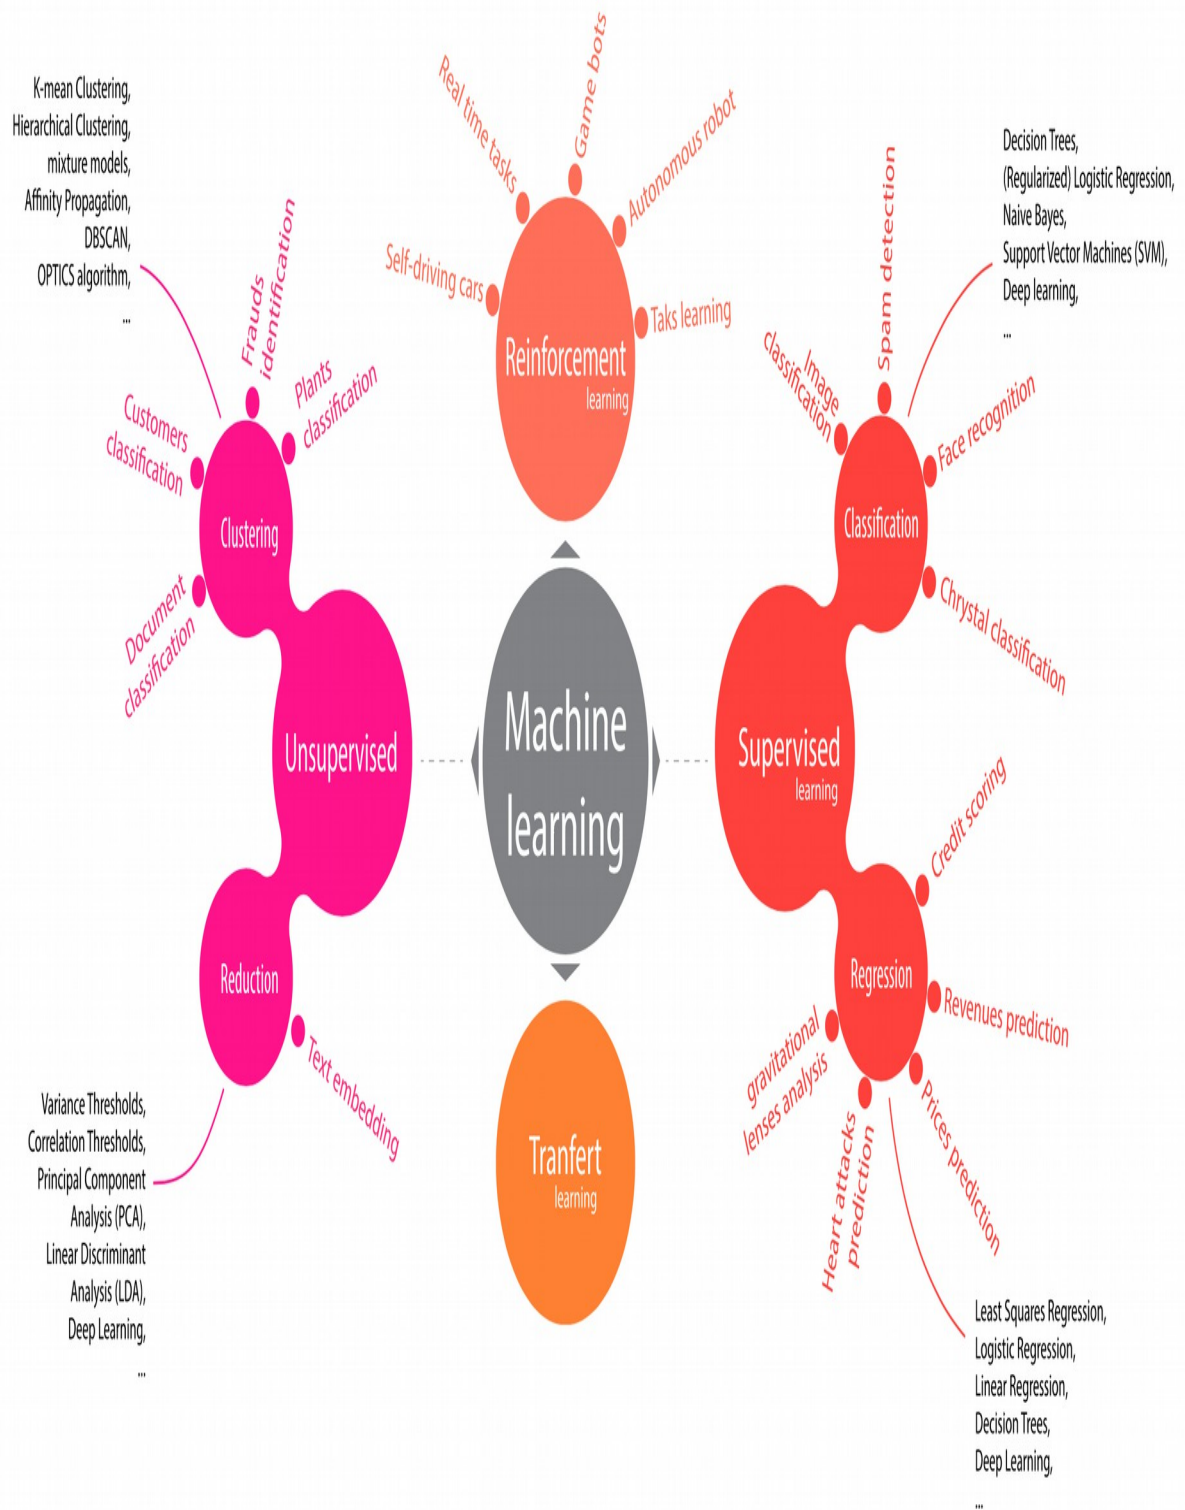 K-mean Clustering,
Hierarchical Clustering,
mixture models,
Affinity Propagation,
DBSCAN,
OPTICS algorithm,
...
Frauds
identification
Plants
classification
Customers
classification
Clustering
Document
classification
Unsupervised
Reduction
Text embedding
Variance Thresholds,
Correlation Thresholds,
Principal Component
Analysis (PCA),
Linear Discriminant
Analysis (LDA),
Deep Learning,
...
Real time tasks
Game bots
Autonomous robot
Self-driving cars
Taks learning
Reinforcement
learning
Machine
learning
Tranfert
learning
Decision Trees,
(Regularized) Logistic Regression,
Naive Bayes,
Support Vector Machines (SVM),
Deep learning,
...
Spam detection
Image
classification
Face recognition
Classification
Chrystal classification
Supervised
learning
Credit scoring
Regression
Revenues prediction
Prices prediction
gravitational
lenses analysis
Heart attacks
prediction
Least Squares Regression,
Logistic Regression,
Linear Regression,
Decision Trees,
Deep Learning,
...